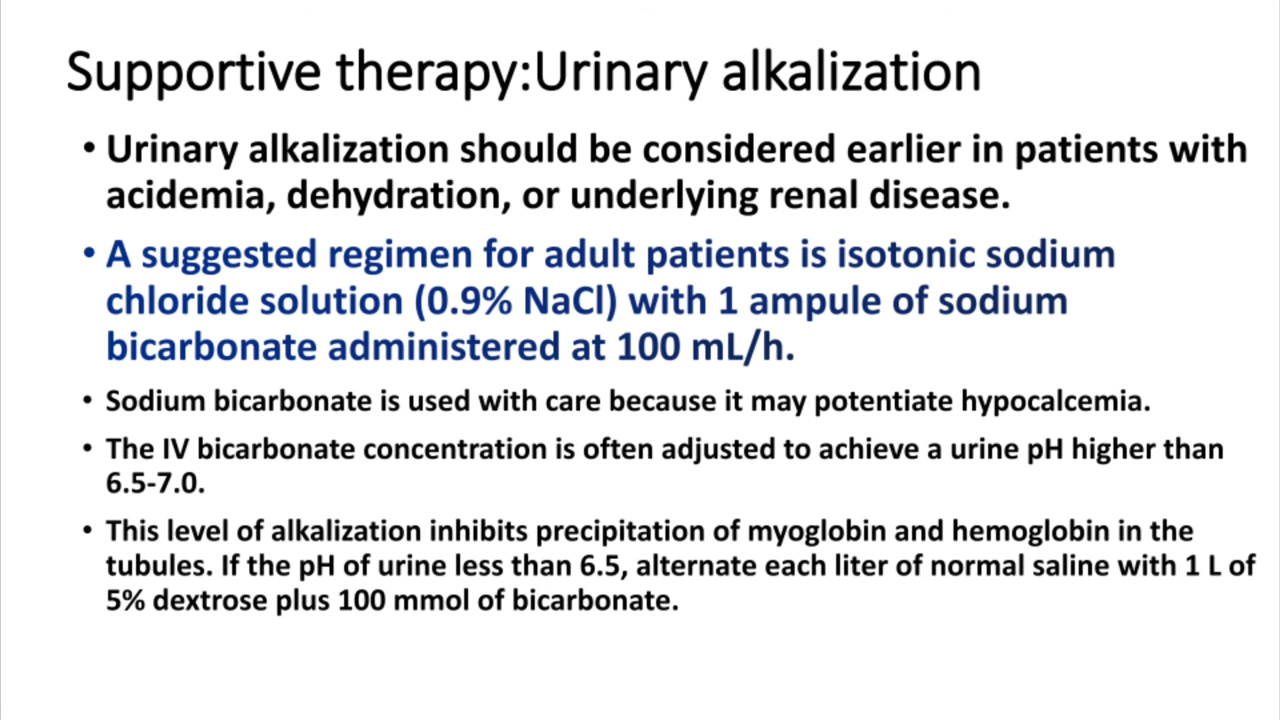 Supportive therapy:Urinary alkalization
• Urinary alkalization should be considered earlier in patients with
acidemia, dehydration, or underlying renal disease.
• A suggested regimen for adult patients is isotonic sodium
chloride solution (0.9% NaCl) with 1 ampule of sodium
bicarbonate administered at 100 mL/h.
• Sodium bicarbonate is used with care because it may potentiate hypocalcemia.
• The IV bicarbonate concentration is often adjusted to achieve a urine pH higher than
6.5-7.0.
• This level of alkalization inhibits precipitation of myoglobin and hemoglobin in the
tubules. If the pH of urine less than 6.5, alternate each liter of normal saline with 1 L of
5% dextrose plus 100 mmol of bicarbonate.